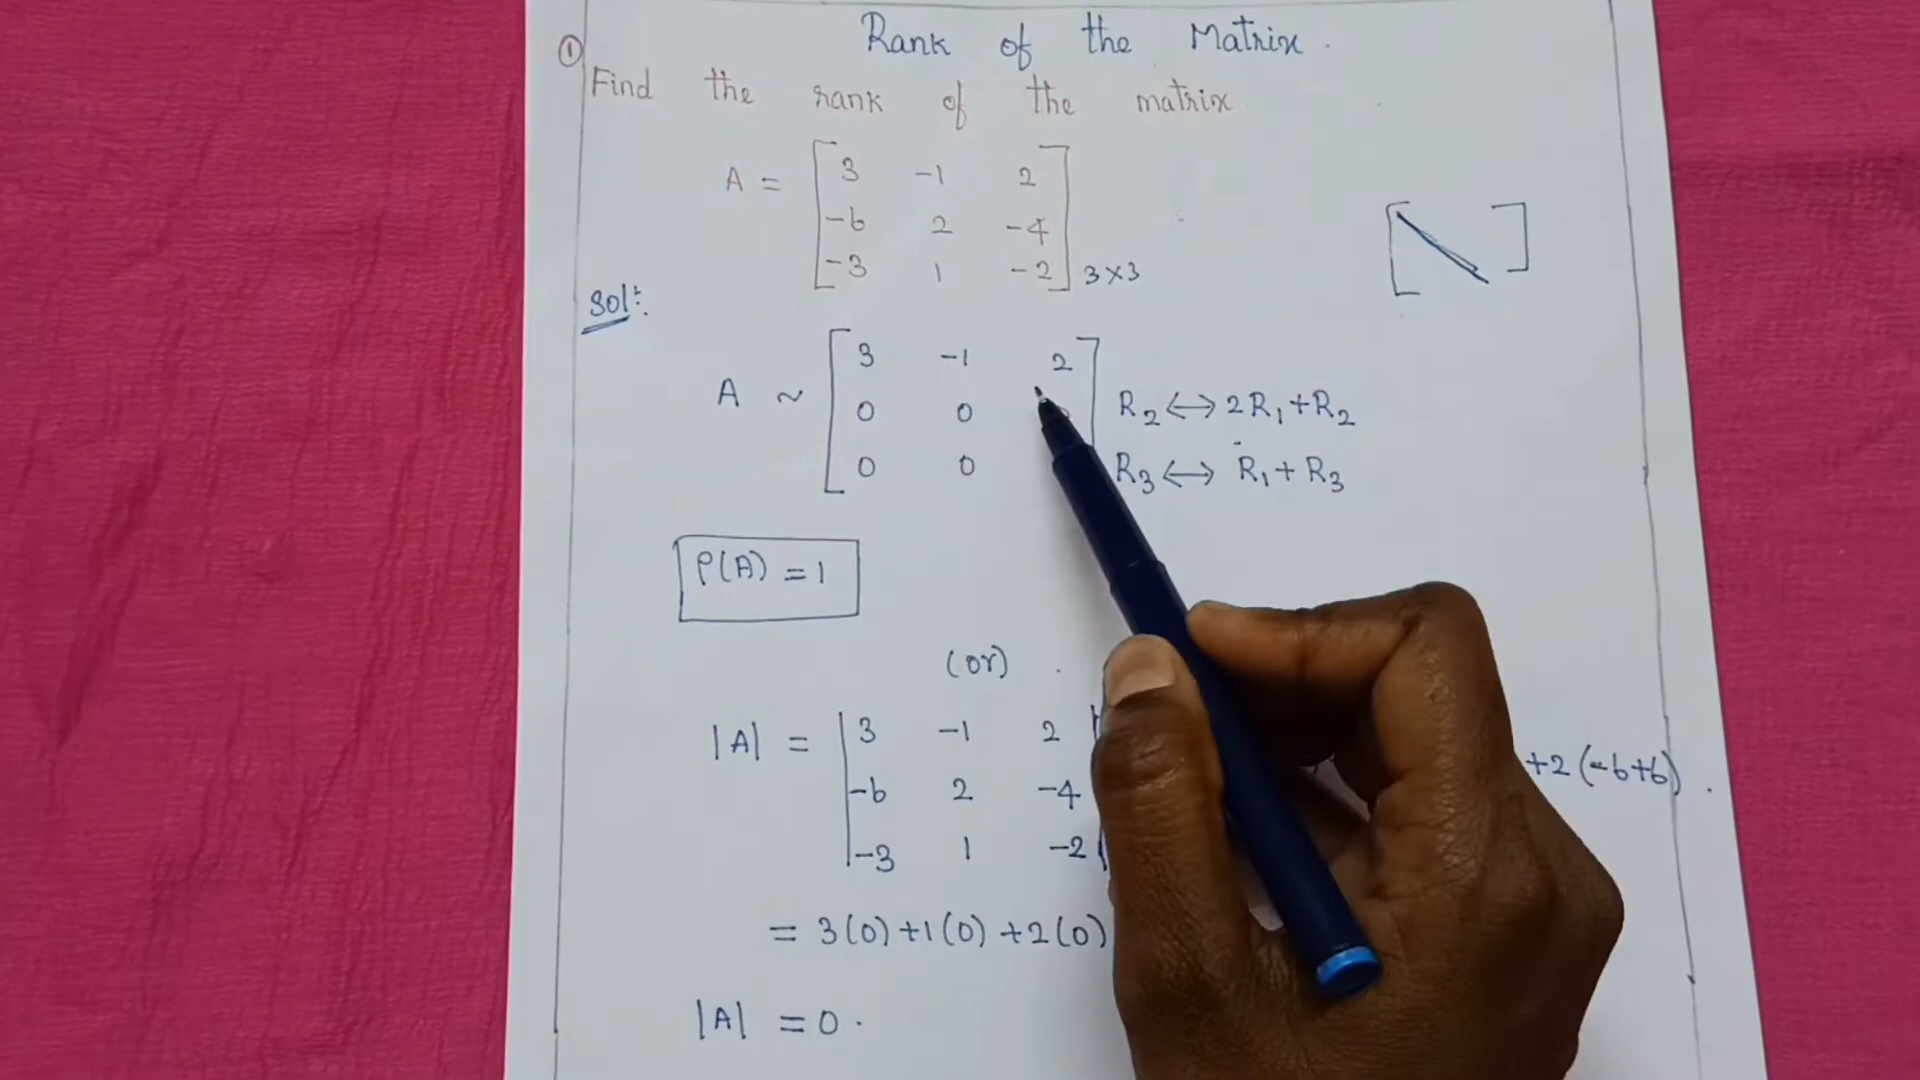 Rank of the Matrix.
①
Find the rank of the matrix
A = [ 3 -1 2
-6 2 -4
-3 1 -2 ] 3×3
Sol:
A ~ [ 3 -1 2
0 0 ] R₂ ↔ 2R₁+R₂
0 0 R₃ ↔ R₁+R₃
ρ(A) = 1
(or)
|A| = | 3 -1 2 |
-6 2 -4 +2(-6+6).
-3 1 -2 |
= 3(0)+1(0)+2(0)
|A| = 0.